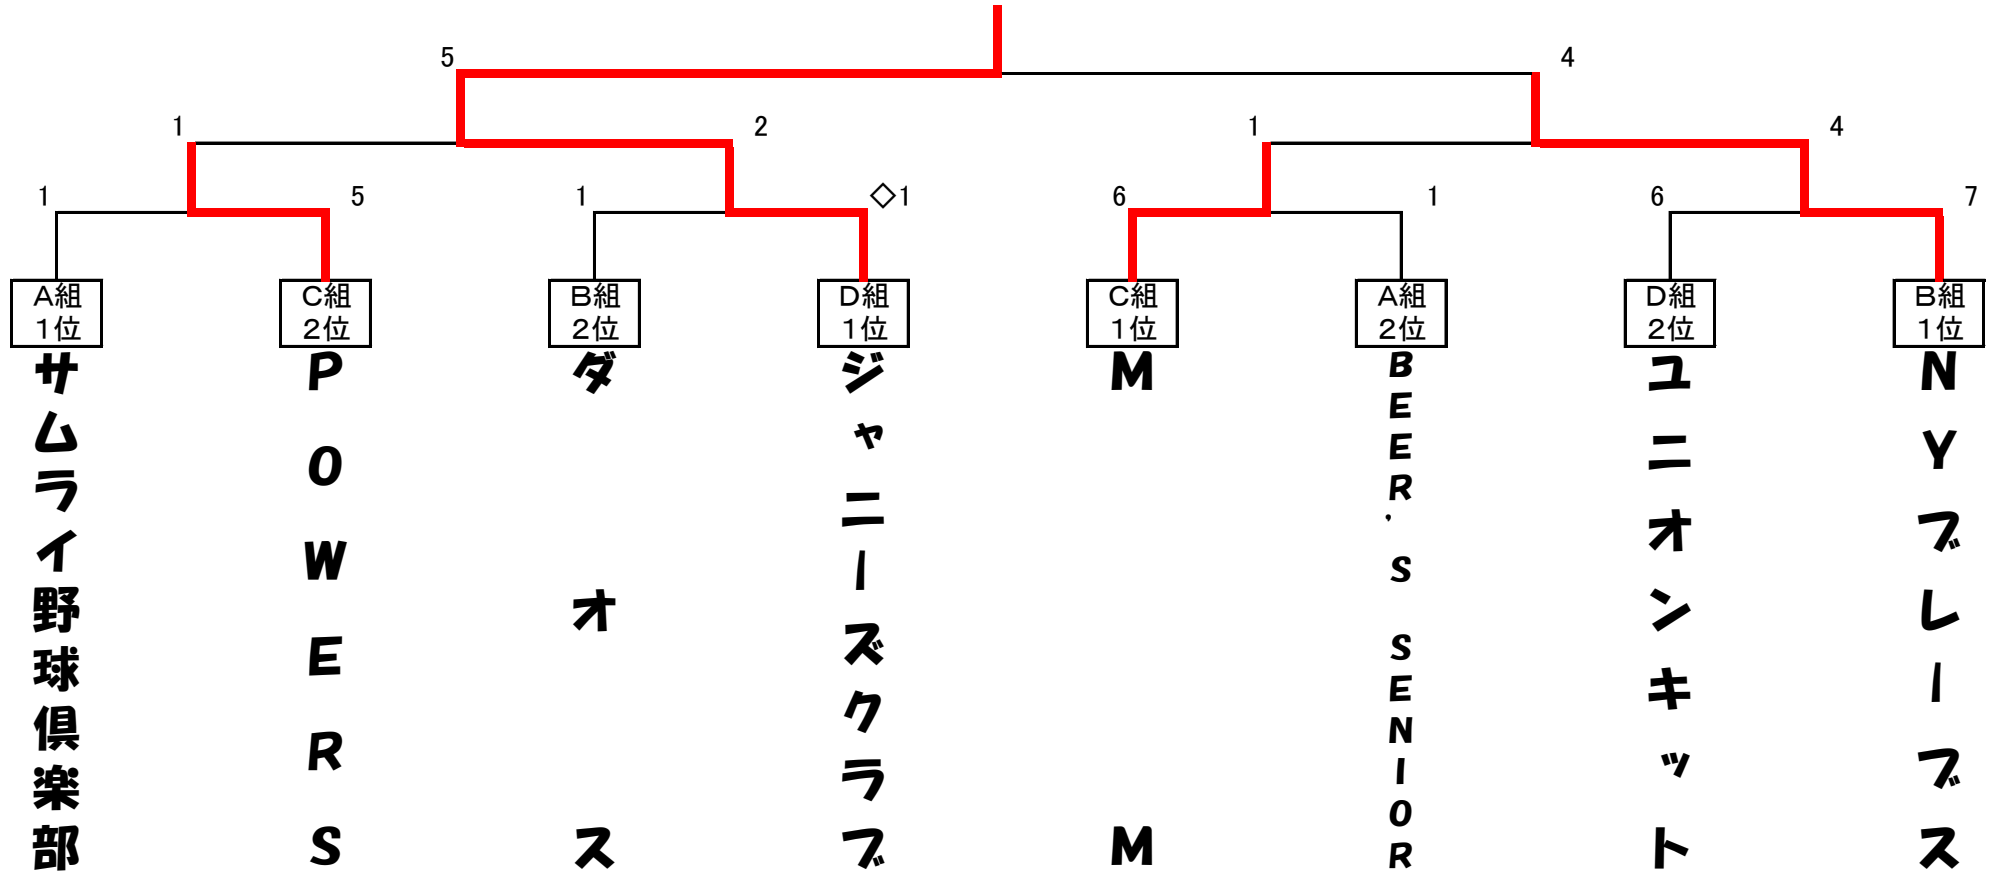 5 4
1 2 1 4
1 5 1 ◇1 6 1 6 7
A組 1位
C組 2位
B組 2位
D組 1位
C組 1位
A組 2位
D組 2位
B組 1位
サムライ野球倶楽部
POWERS
ダオス
ジャニーズクラブ
MM
BEER'S SENIOR
ユニオンキット
NYブレーブス